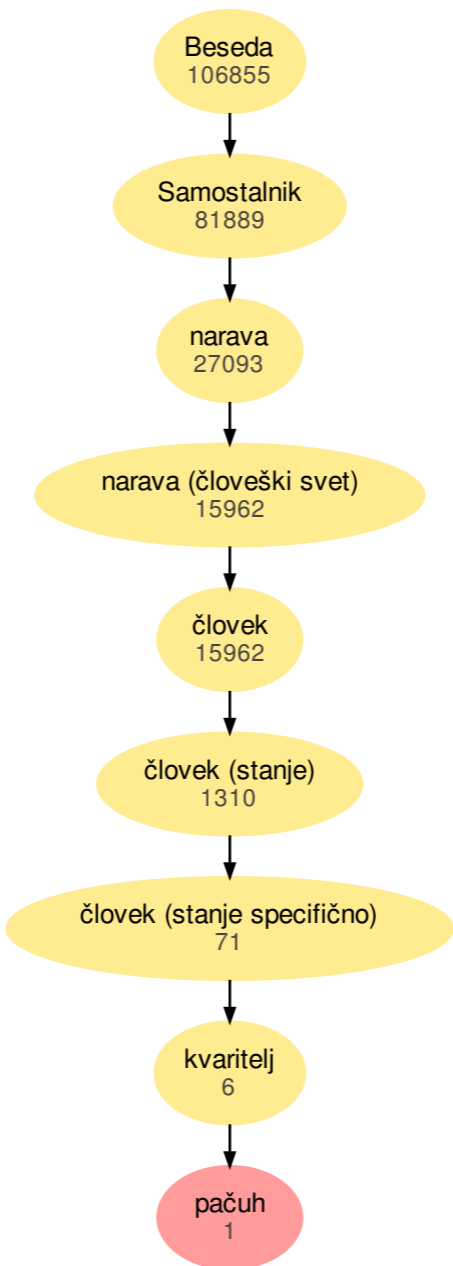 Beseda
106855
Samostalnik
81889
narava
27093
narava (človeški svet)
15962
človek
15962
človek (stanje)
1310
človek (stanje specifično)
71
kvaritelj
6
pačuh
1